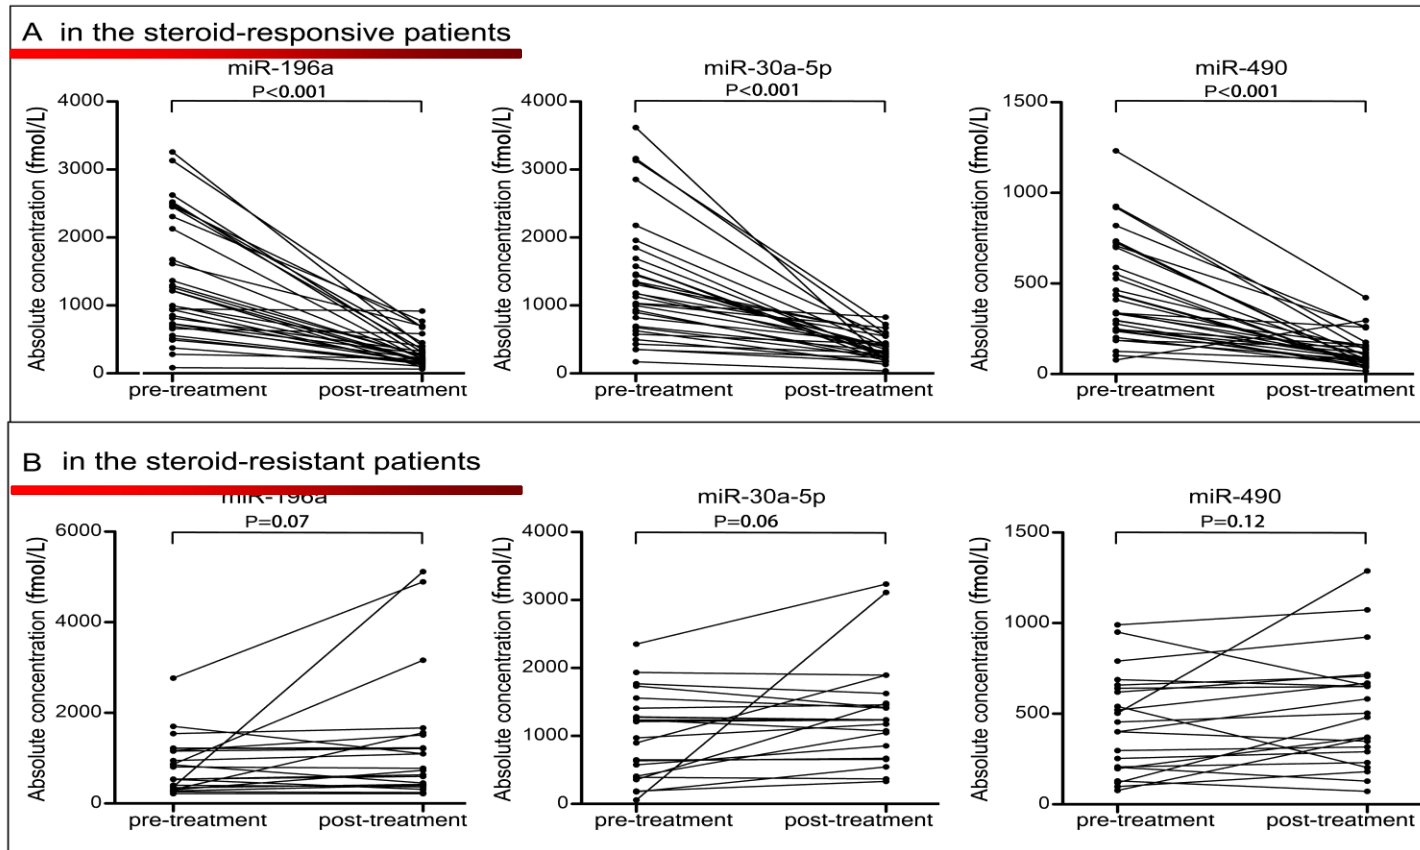 A in the steroid-responsive patients
miR-196a
P<0.001
Absolute concentration (fmol/L)
4000
3000
2000
1000
0
pre-treatment
post-treatment
miR-30a-5p
P<0.001
Absolute concentration (fmol/L)
4000
3000
2000
1000
0
pre-treatment
post-treatment
miR-490
P<0.001
Absolute concentration (fmol/L)
1500
1000
500
0
pre-treatment
post-treatment
B in the steroid-resistant patients
miR-196a
P=0.07
Absolute concentration (fmol/L)
6000
4000
2000
0
pre-treatment
post-treatment
miR-30a-5p
P=0.06
Absolute concentration (fmol/L)
4000
3000
2000
1000
0
pre-treatment
post-treatment
miR-490
P=0.12
Absolute concentration (fmol/L)
1500
1000
500
0
pre-treatment
post-treatment